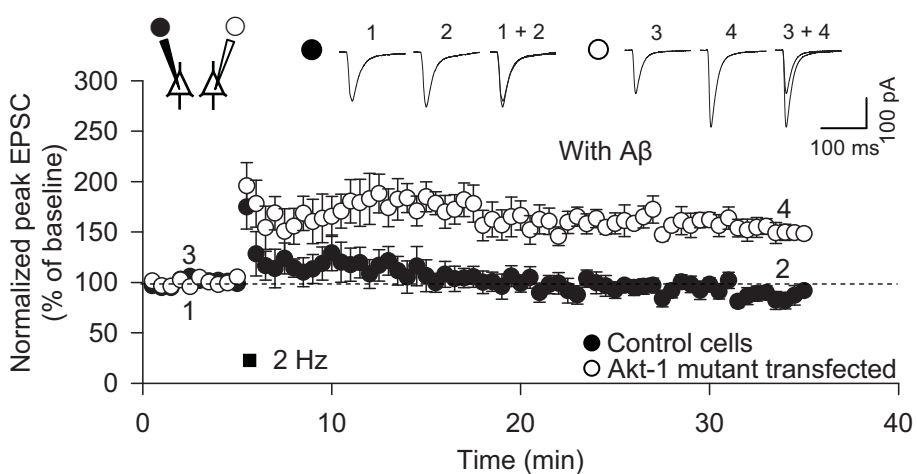 1 2 1 + 2 3 4 3 + 4
100 pA
100 ms
With Aβ
Normalized peak EPSC
(% of baseline)
300
250
200
150
100
50
0
3
1
4
2
2 Hz
Control cells
Akt-1 mutant transfected
0 10 20 30 40
Time (min)